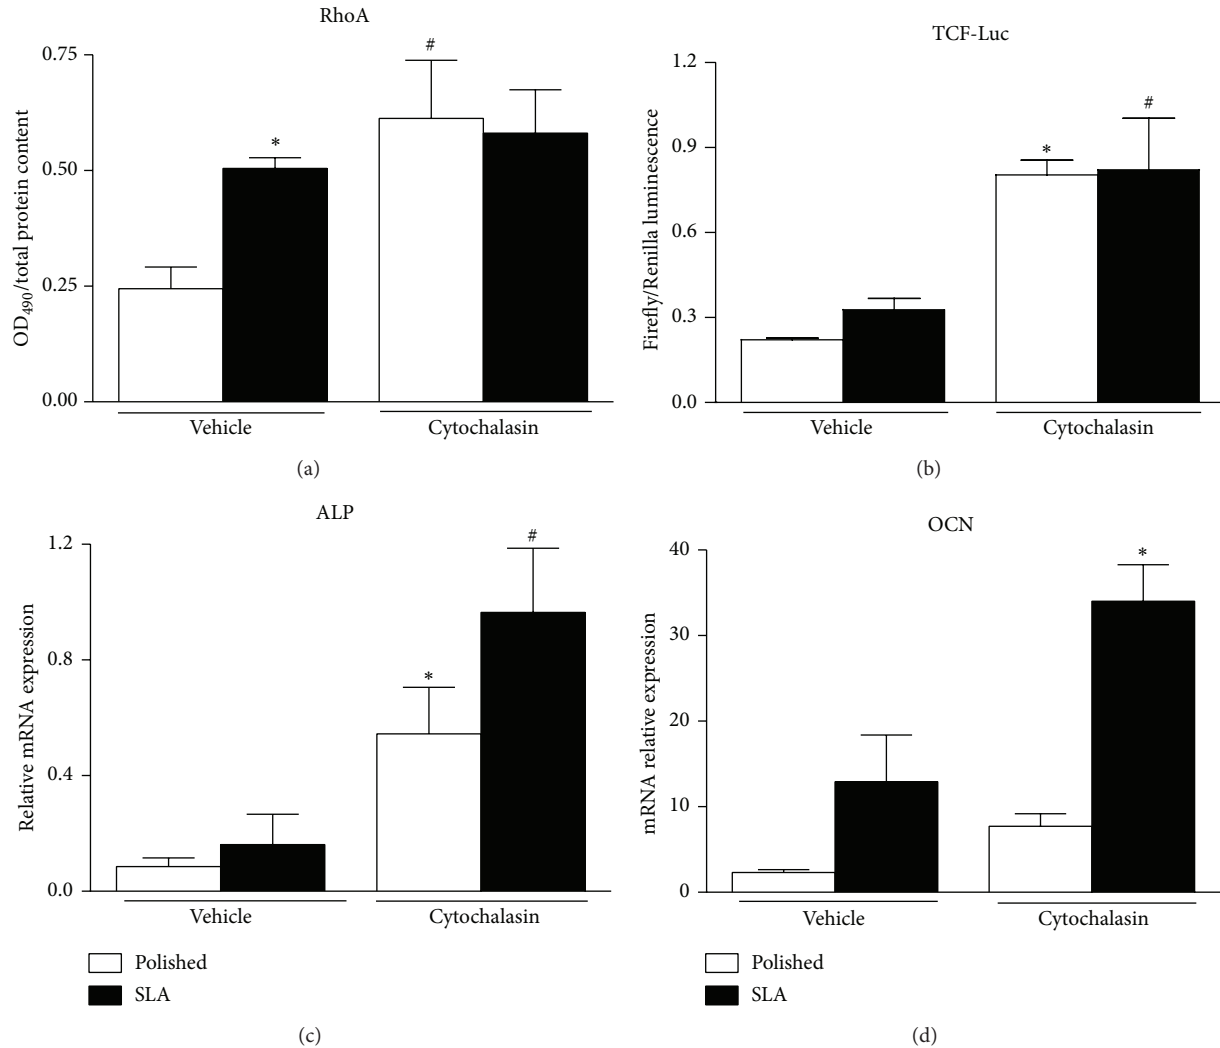 RhoA
OD490/total protein content
0.75
0.50
0.25
0.00
#
*
Vehicle
Cytochalasin
(a)
TCF-Luc
Firefly/Renilla luminescence
1.2
0.9
0.6
0.3
0.0
#
*
Vehicle
Cytochalasin
(b)
ALP
Relative mRNA expression
1.2
0.8
0.4
0.0
#
*
Vehicle
Cytochalasin
Polished
SLA
(c)
OCN
mRNA relative expression
40
30
20
10
0
*
Vehicle
Cytochalasin
Polished
SLA
(d)